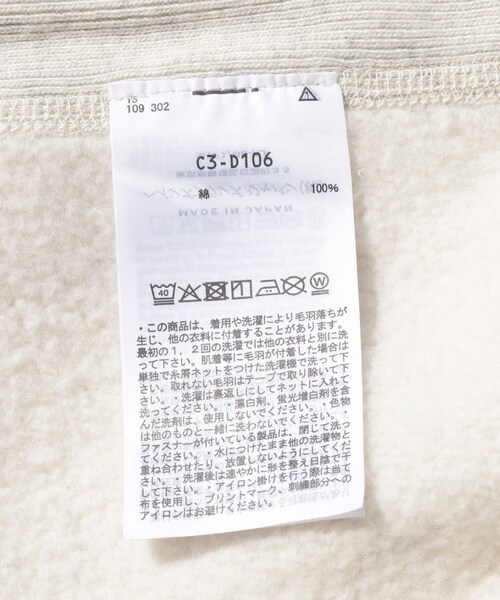 109 302
C3-D106
綿 100%
MADE IN JAPAN
40
W
・この商品は、着用や洗濯により毛羽落ちが
生じ、他の衣料に付着することがあります。
最初の１，２回の洗濯では他の衣料と別に洗
って下さい。肌着等に毛羽が付着した場合は
単独で糸屑ネットをつけた洗濯機で洗って下
さい。取れない毛羽はテープで取り除いて下
さい。・洗濯は裏返しにしてネットに入れて
洗ってください。・漂白剤、蛍光増白剤を含
んだ洗剤は、使用しないでください。・色物
は他のものと一緒に洗わないでください。・
ファスナーが付いている製品は、閉じて洗っ
てください。・水につけたまま他の洗濯物と
重ね合わせたり、放置しないようにしてくだ
さい。・洗濯後は速やかに形を整え日陰で干
して下さい。・アイロン掛けを行う際は当て
布を使用し、プリントマーク、刺繍部分への
アイロンはお避けください。